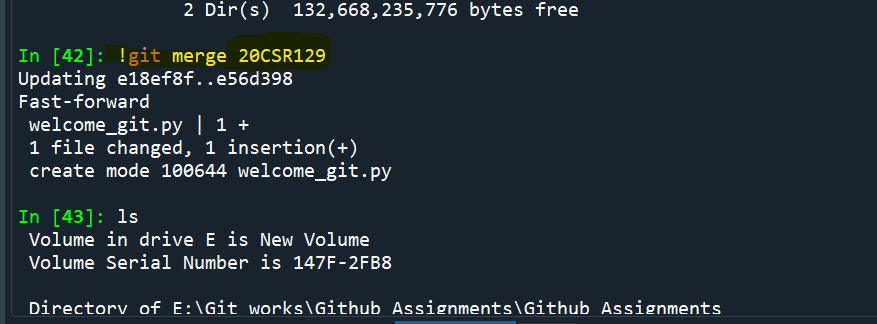 2 Dir(s)  132,668,235,776 bytes free
In [42]: !git merge 20CSR129
Updating e18ef8f..e56d398
Fast-forward
 welcome_git.py | 1 +
 1 file changed, 1 insertion(+)
 create mode 100644 welcome_git.py
In [43]: ls
 Volume in drive E is New Volume
 Volume Serial Number is 147F-2FB8
 Directory of E:\Git works\Github Assignments\Github Assignments